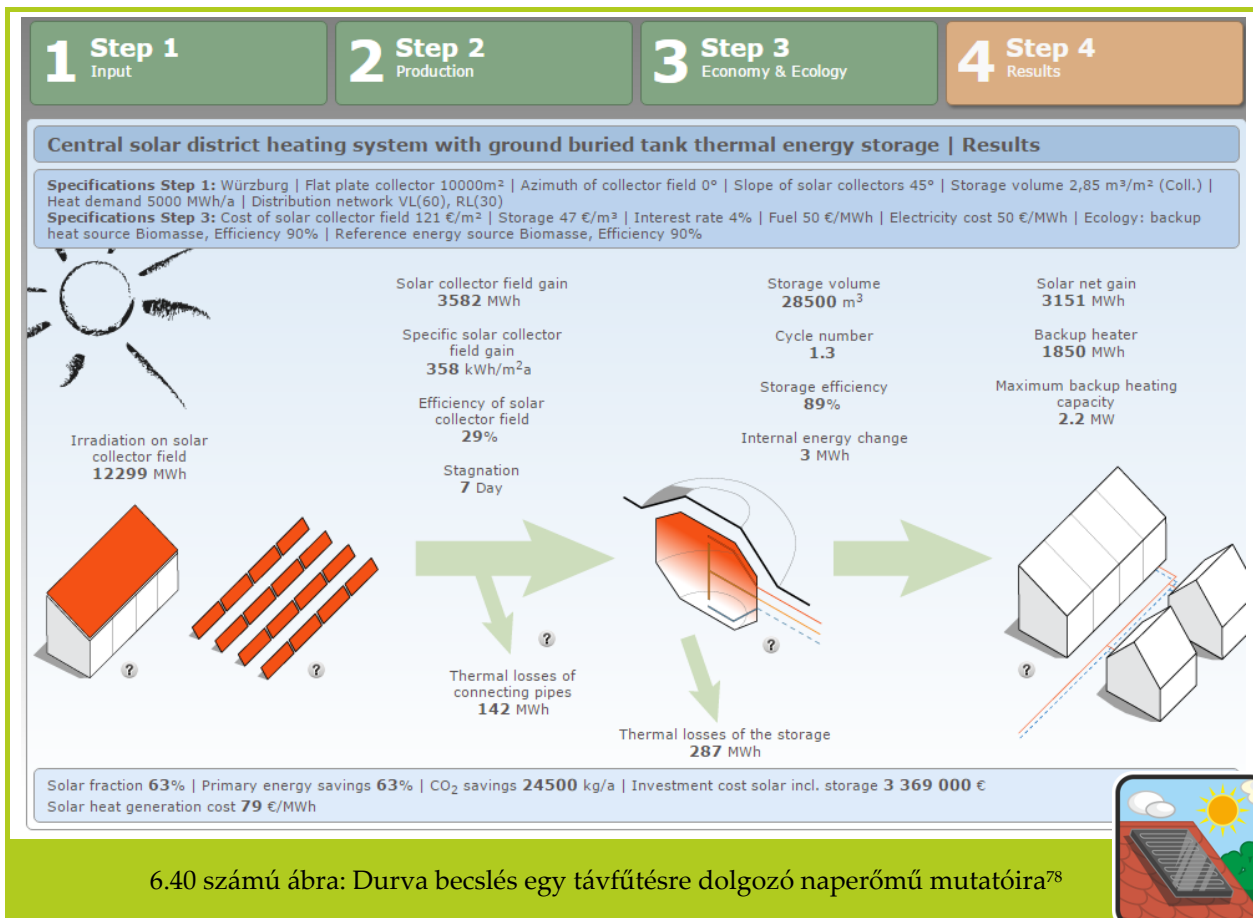 1 Step 1
Input
2 Step 2
Production
3 Step 3
Economy & Ecology
4 Step 4
Results
Central solar district heating system with ground buried tank thermal energy storage | Results
Specifications Step 1: Würzburg | Flat plate collector 10000m² | Azimuth of collector field 0° | Slope of solar collectors 45° | Storage volume 2,85 m³/m² (Coll.) |
Heat demand 5000 MWh/a | Distribution network VL(60), RL(30)
Specifications Step 3: Cost of solar collector field 121 €/m² | Storage 47 €/m³ | Interest rate 4% | Fuel 50 €/MWh | Electricity cost 50 €/MWh | Ecology: backup
heat source Biomasse, Efficiency 90% | Reference energy source Biomasse, Efficiency 90%
Irradiation on solar
collector field
12299 MWh
Solar collector field gain
3582 MWh
Specific solar collector
field gain
358 kWh/m²a
Efficiency of solar
collector field
29%
Stagnation
7 Day
Storage volume
28500 m³
Cycle number
1.3
Storage efficiency
89%
Internal energy change
3 MWh
Solar net gain
3151 MWh
Backup heater
1850 MWh
Maximum backup heating
capacity
2.2 MW
?
?
?
?
?
Thermal losses of
connecting pipes
142 MWh
Thermal losses of the storage
287 MWh
Solar fraction 63% | Primary energy savings 63% | CO₂ savings 24500 kg/a | Investment cost solar incl. storage 3 369 000 €
Solar heat generation cost 79 €/MWh
6.40 számú ábra: Durva becslés egy távfűtésre dolgozó naperőmű mutatóira⁷⁸